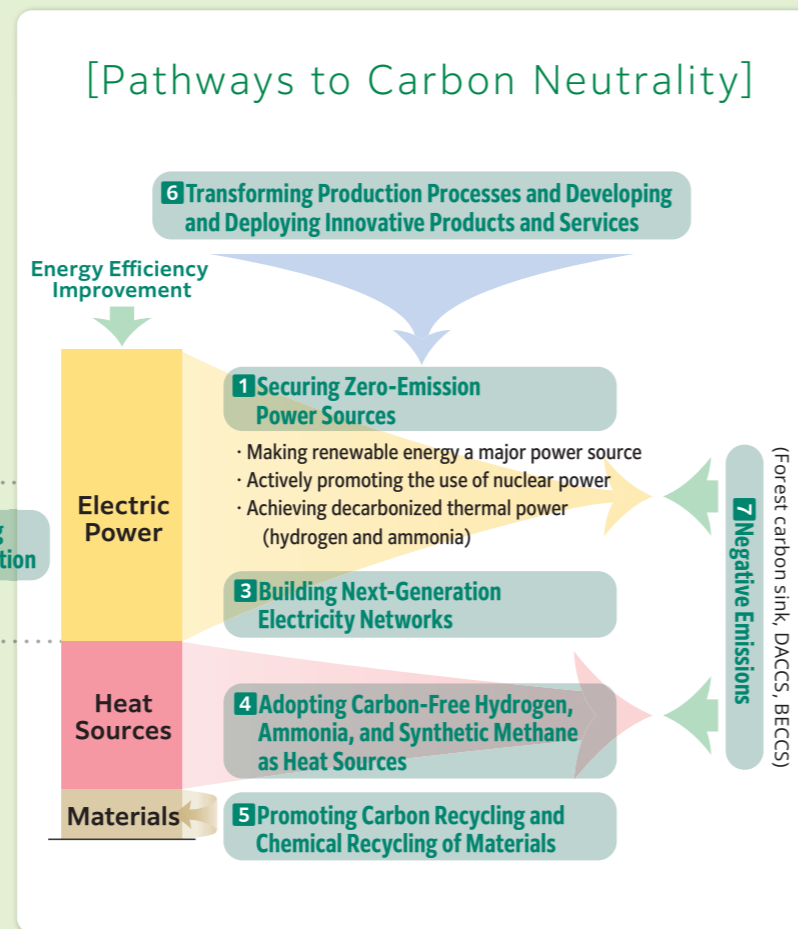 [Pathways to Carbon Neutrality]
6 Transforming Production Processes and Developing
and Deploying Innovative Products and Services
Energy Efficiency
Improvement
1 Securing Zero-Emission
Power Sources
· Making renewable energy a major power source
· Actively promoting the use of nuclear power
· Achieving decarbonized thermal power
(hydrogen and ammonia)
Electric
Power
g
tion
3 Building Next-Generation
Electricity Networks
Heat
Sources
4 Adopting Carbon-Free Hydrogen,
Ammonia, and Synthetic Methane
as Heat Sources
Materials
5 Promoting Carbon Recycling and
Chemical Recycling of Materials
7 Negative Emissions
(Forest carbon sink, DACCS, BECCS)